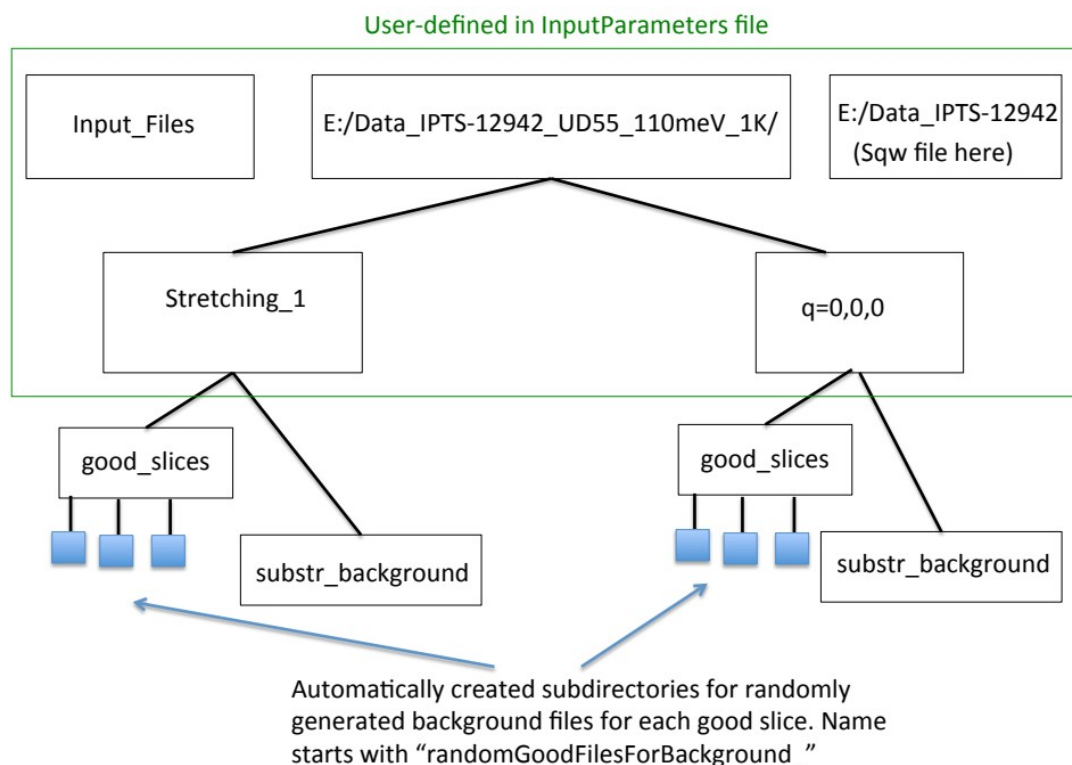 User-defined in InputParameters file
Input_Files
E:/Data_IPTS-12942_UD55_110meV_1K/
E:/Data_IPTS-12942
(Sqw file here)
Stretching_1
q=0,0,0
good_slices
good_slices
substr_background
substr_background
Automatically created subdirectories for randomly
generated background files for each good slice. Name
starts with “randomGoodFilesForBackground_”